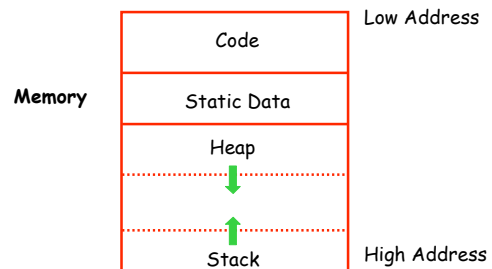 Low Address
Code
Memory
Static Data
Heap
Stack
High Address